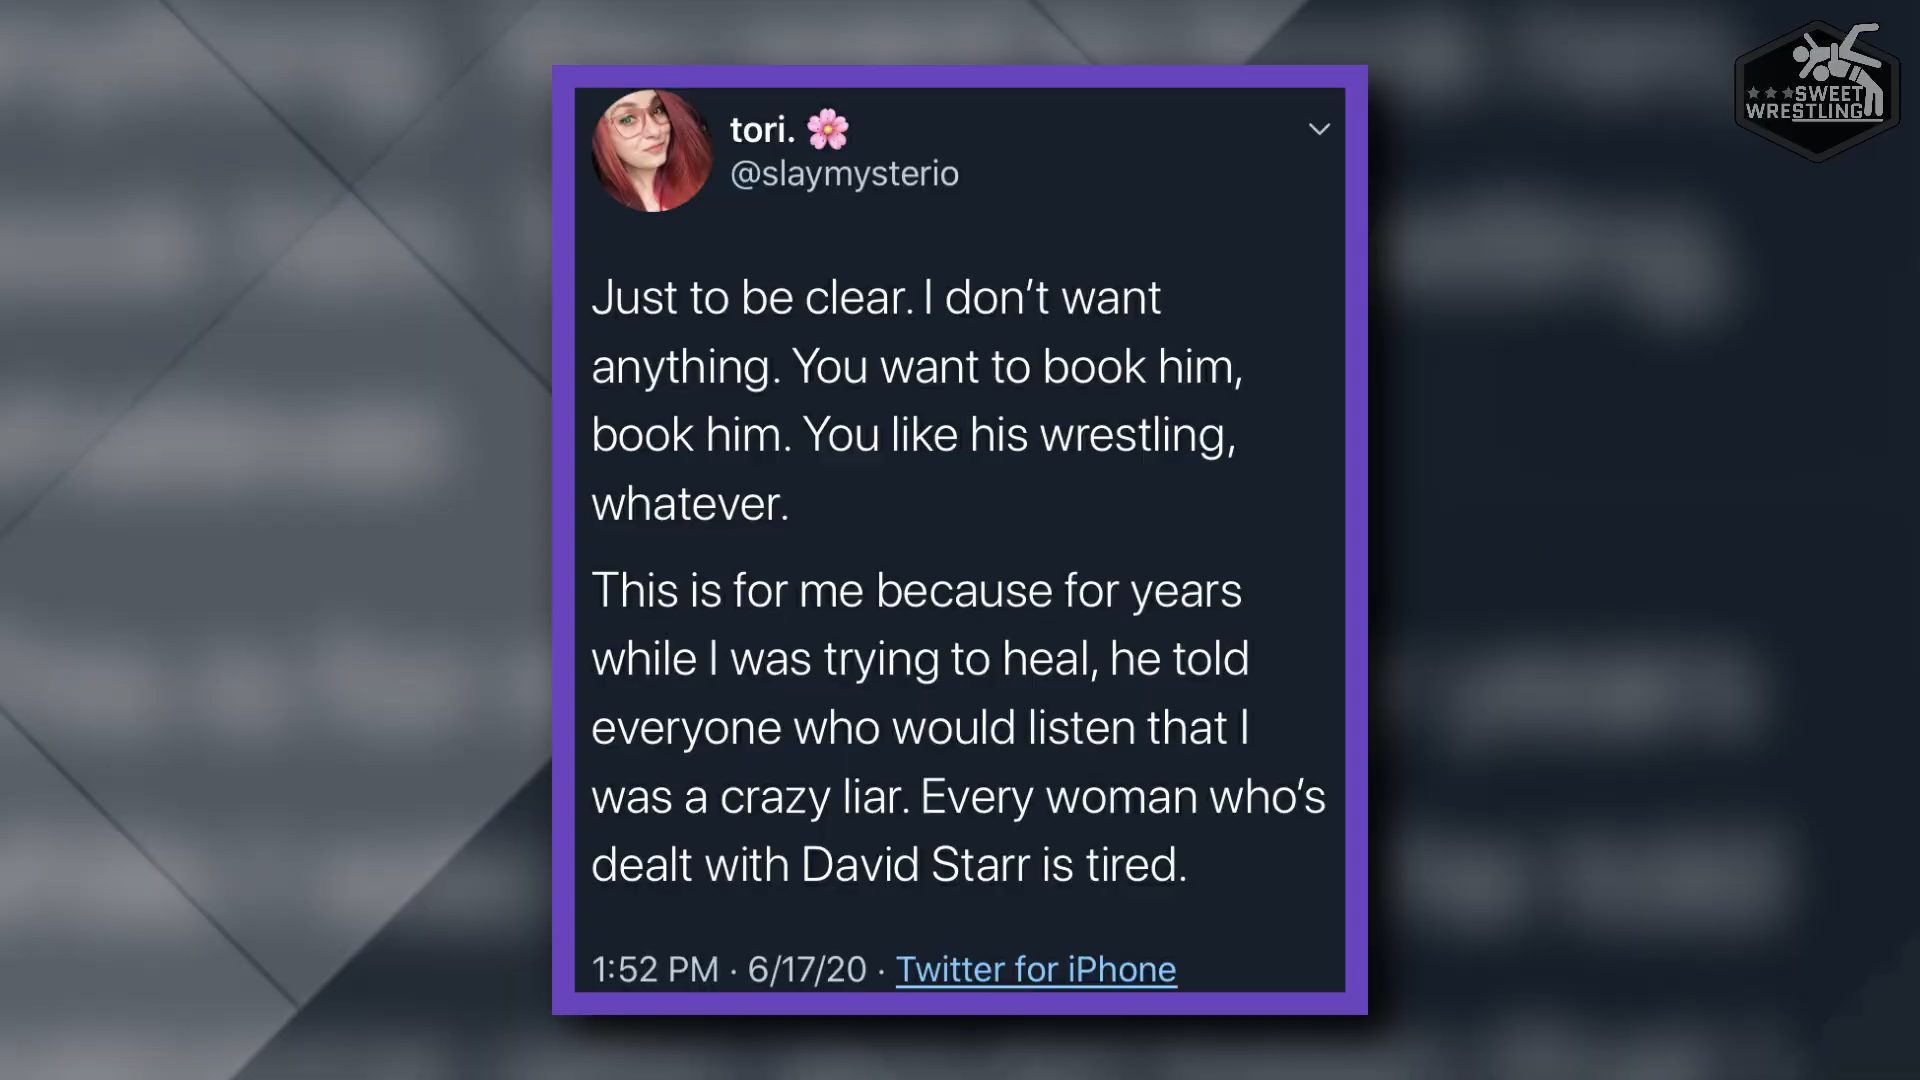 tori. 🌸
@slaymysterio
Just to be clear. I don’t want
anything. You want to book him,
book him. You like his wrestling,
whatever.
This is for me because for years
while I was trying to heal, he told
everyone who would listen that I
was a crazy liar. Every woman who’s
dealt with David Starr is tired.
1:52 PM · 6/17/20 · Twitter for iPhone
SWEET
WRESTLING